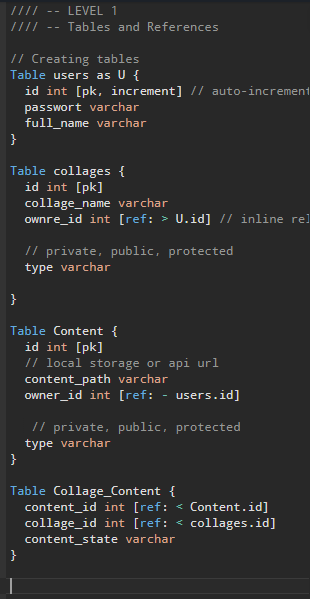 //// -- LEVEL 1
//// -- Tables and References
// Creating tables
Table users as U {
id int [pk, increment] // auto-increment
passwort varchar
full_name varchar
}
Table collages {
id int [pk]
collage_name varchar
ownre_id int [ref: > U.id] // inline rel
// private, public, protected
type varchar
}
Table Content {
id int [pk]
// local storage or api url
content_path varchar
owner_id int [ref: - users.id]
// private, public, protected
type varchar
}
Table Collage_Content {
content_id int [ref: < Content.id]
collage_id int [ref: < collages.id]
content_state varchar
}